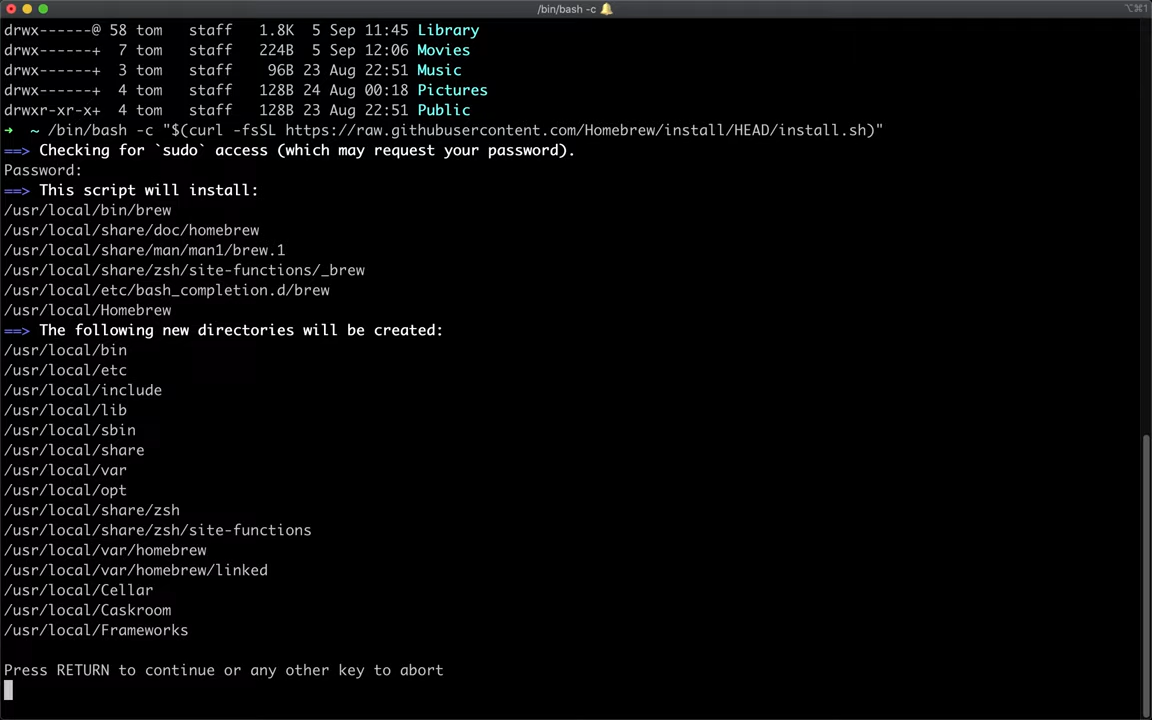 /bin/bash -c 🔔
⌥⌘1
drwx------@ 58 tom   staff   1.8K  5 Sep 11:45 Library
drwx------+  7 tom   staff   224B  5 Sep 12:06 Movies
drwx------+  3 tom   staff    96B 23 Aug 22:51 Music
drwx------+  4 tom   staff   128B 24 Aug 00:18 Pictures
drwxr-xr-x+  4 tom   staff   128B 23 Aug 22:51 Public
→  ~ /bin/bash -c "$(curl -fsSL https://raw.githubusercontent.com/Homebrew/install/HEAD/install.sh)"
==> Checking for `sudo` access (which may request your password).
Password:
==> This script will install:
/usr/local/bin/brew
/usr/local/share/doc/homebrew
/usr/local/share/man/man1/brew.1
/usr/local/share/zsh/site-functions/_brew
/usr/local/etc/bash_completion.d/brew
/usr/local/Homebrew
==> The following new directories will be created:
/usr/local/bin
/usr/local/etc
/usr/local/include
/usr/local/lib
/usr/local/sbin
/usr/local/share
/usr/local/var
/usr/local/opt
/usr/local/share/zsh
/usr/local/share/zsh/site-functions
/usr/local/var/homebrew
/usr/local/var/homebrew/linked
/usr/local/Cellar
/usr/local/Caskroom
/usr/local/Frameworks
Press RETURN to continue or any other key to abort